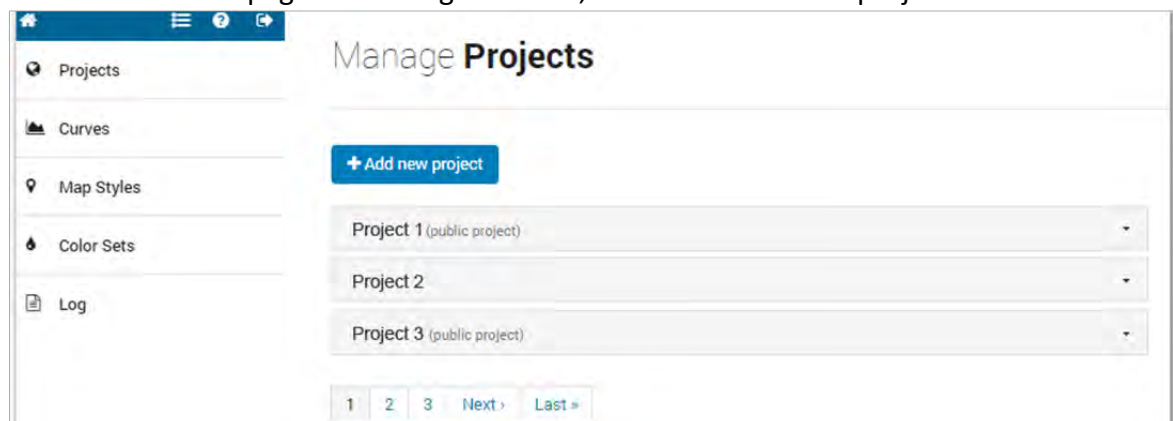 Projects
Curves
Map Styles
Color Sets
Log
Manage Projects
+ Add new project
Project 1 (public project)
Project 2
Project 3 (public project)
1 2 3 Next › Last »